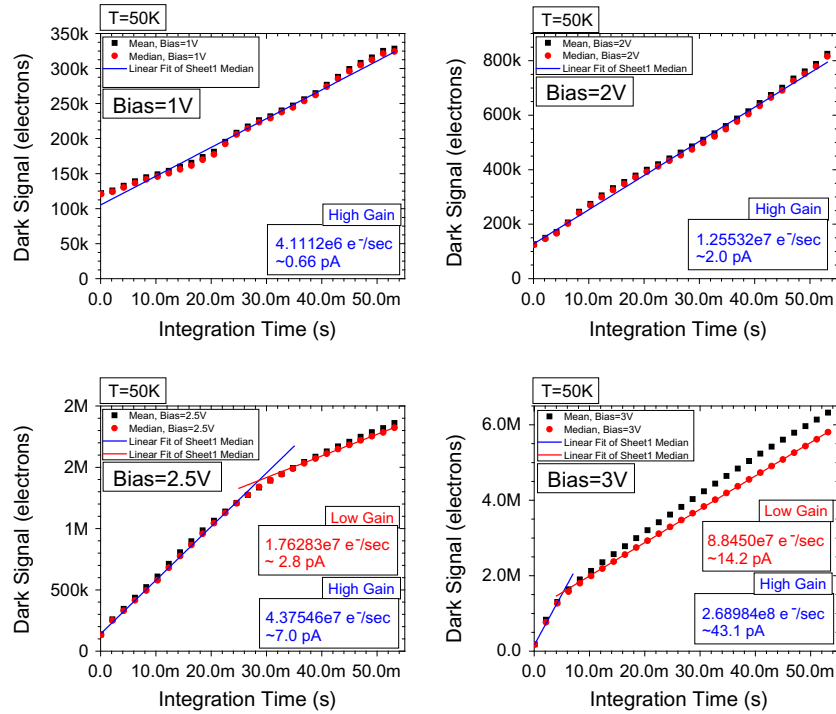 T=50K
Mean, Bias=1V
Median, Bias=1V
Linear Fit of Sheet1 Median
Bias=1V
High Gain
4.1112e6 e⁻/sec
~0.66 pA
350k
300k
250k
200k
150k
100k
50k
0
0.0
10.0m
20.0m
30.0m
40.0m
50.0m
Dark Signal (electrons)
Integration Time (s)
T=50K
Mean, Bias=2V
Median, Bias=2V
Linear Fit of Sheet1 Median
Bias=2V
High Gain
1.25532e7 e⁻/sec
~2.0 pA
800k
600k
400k
200k
0
0.0
10.0m
20.0m
30.0m
40.0m
50.0m
Dark Signal (electrons)
Integration Time (s)
T=50K
Mean, Bias=2.5V
Median, Bias=2.5V
Linear Fit of Sheet1 Median
Linear Fit of Sheet1 Median
Bias=2.5V
Low Gain
1.76283e7 e⁻/sec
~ 2.8 pA
High Gain
4.37546e7 e⁻/sec
~7.0 pA
2M
2M
1M
500k
0
0.0
10.0m
20.0m
30.0m
40.0m
50.0m
Dark Signal (electrons)
Integration Time (s)
T=50K
Mean, Bias=3V
Median, Bias=3V
Linear Fit of Sheet1 Median
Linear Fit of Sheet1 Median
Bias=3V
Low Gain
8.8450e7 e⁻/sec
~14.2 pA
High Gain
2.68984e8 e⁻/sec
~43.1 pA
6.0M
4.0M
2.0M
0.0
0.0
10.0m
20.0m
30.0m
40.0m
50.0m
Dark Signal (electrons)
Integration Time (s)